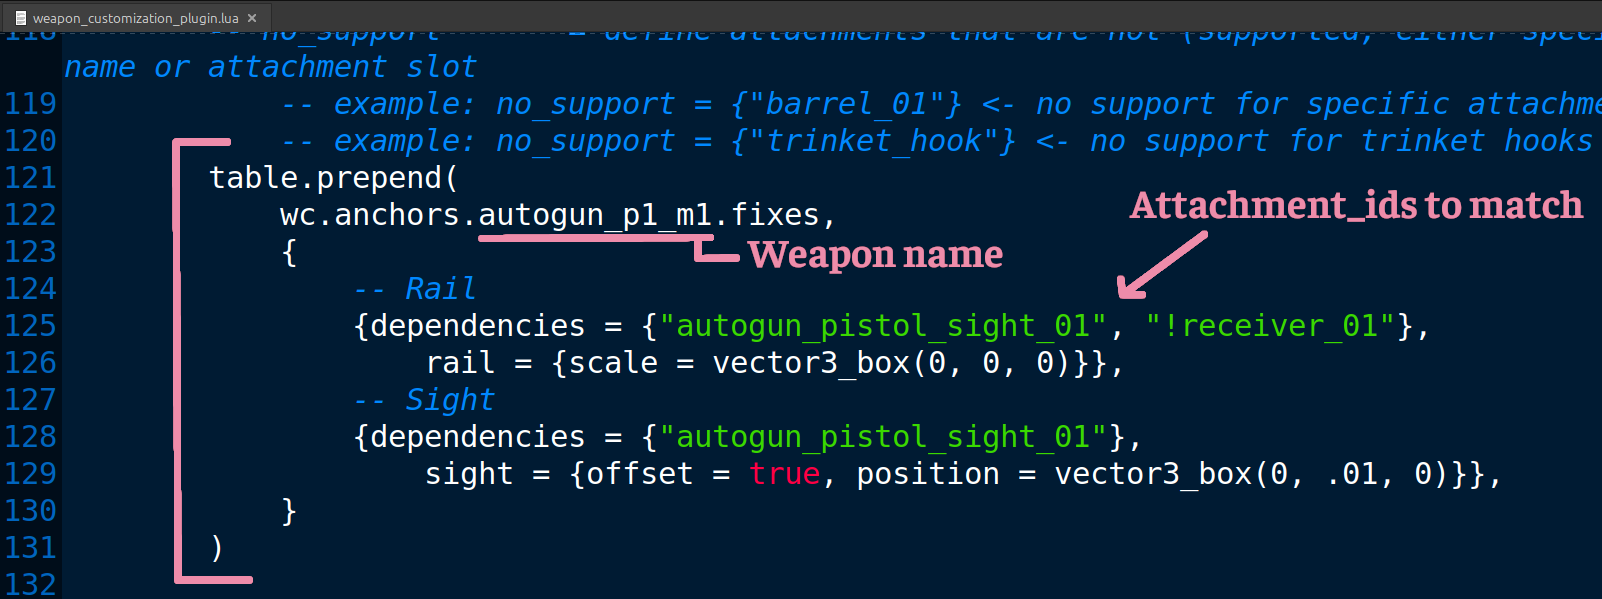 weapon_customization_plugin.lua ×
118 -- no_support = define attachments that are not (supported, either speci
name or attachment slot
119 -- example: no_support = {"barrel_01"} <- no support for specific attachme
120 -- example: no_support = {"trinket_hook"} <- no support for trinket hooks
121 table.prepend(
122 wc.anchors.autogun_p1_m1.fixes,
Attachment_ids to match
123 {
Weapon name
124 -- Rail
125 {dependencies = {"autogun_pistol_sight_01", "!receiver_01"},
126 rail = {scale = vector3_box(0, 0, 0)}},
127 -- Sight
128 {dependencies = {"autogun_pistol_sight_01"},
129 sight = {offset = true, position = vector3_box(0, .01, 0)}},
130 }
131 )
132